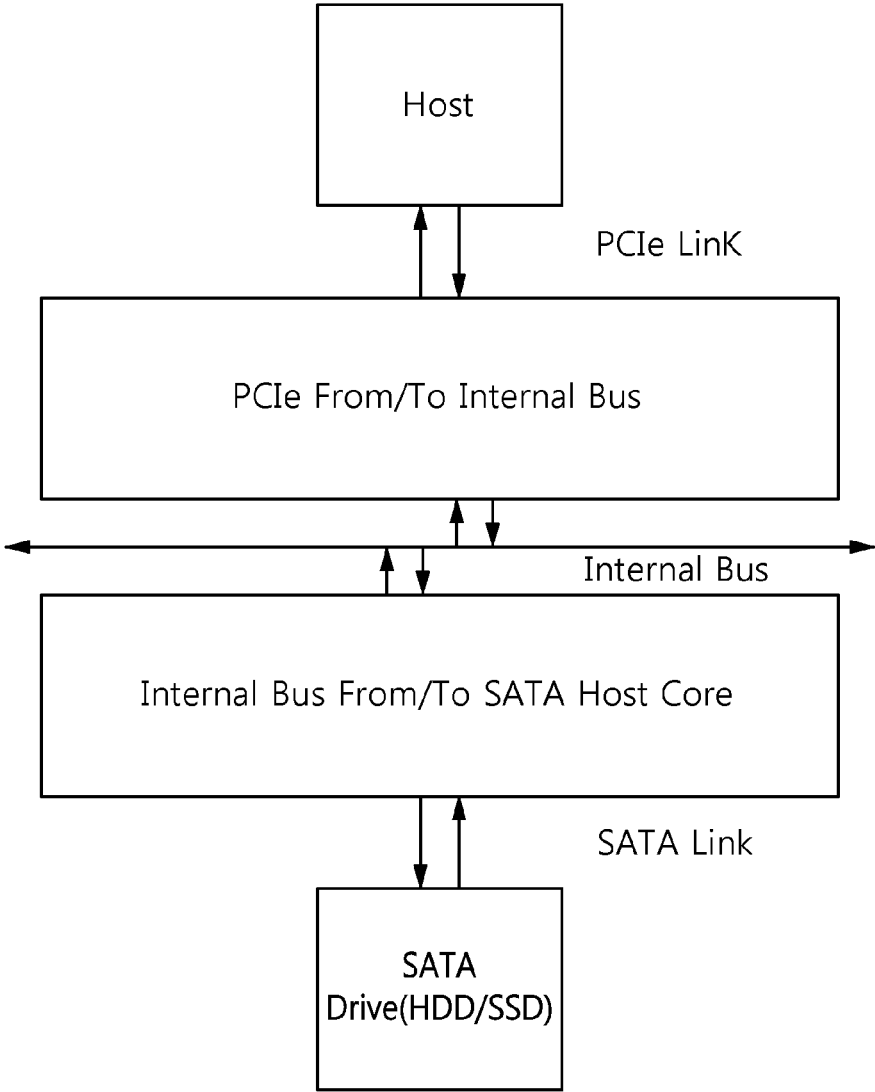 Host
PCIe LinK
PCIe From/To Internal Bus
Internal Bus
Internal Bus From/To SATA Host Core
SATA Link
SATA
Drive(HDD/SSD)